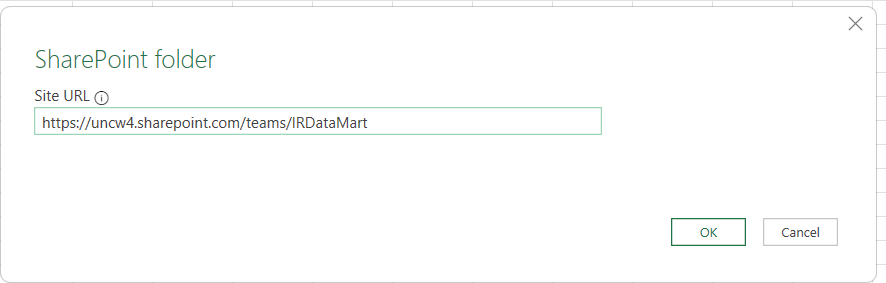 SharePoint folder
Site URL
https://uncw4.sharepoint.com/teams/IRDataMart
OK
Cancel